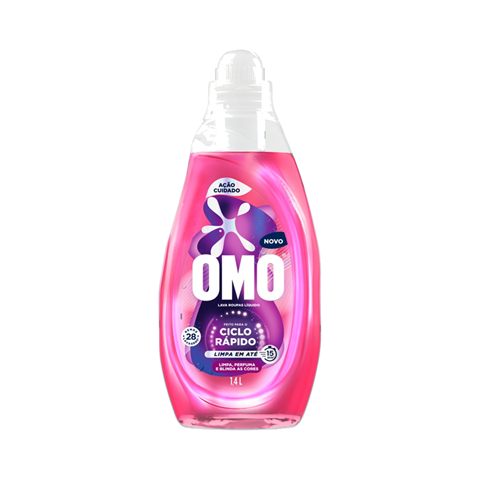 AÇÃO
CUIDADO
NOVO
OMO
LAVA ROUPAS LÍQUIDO
FEITO PARA O
CICLO
RÁPIDO
28
LIMPA EM ATÉ
15
LIMPA, PERFUMA
E BLINDA AS CORES
1,4 L